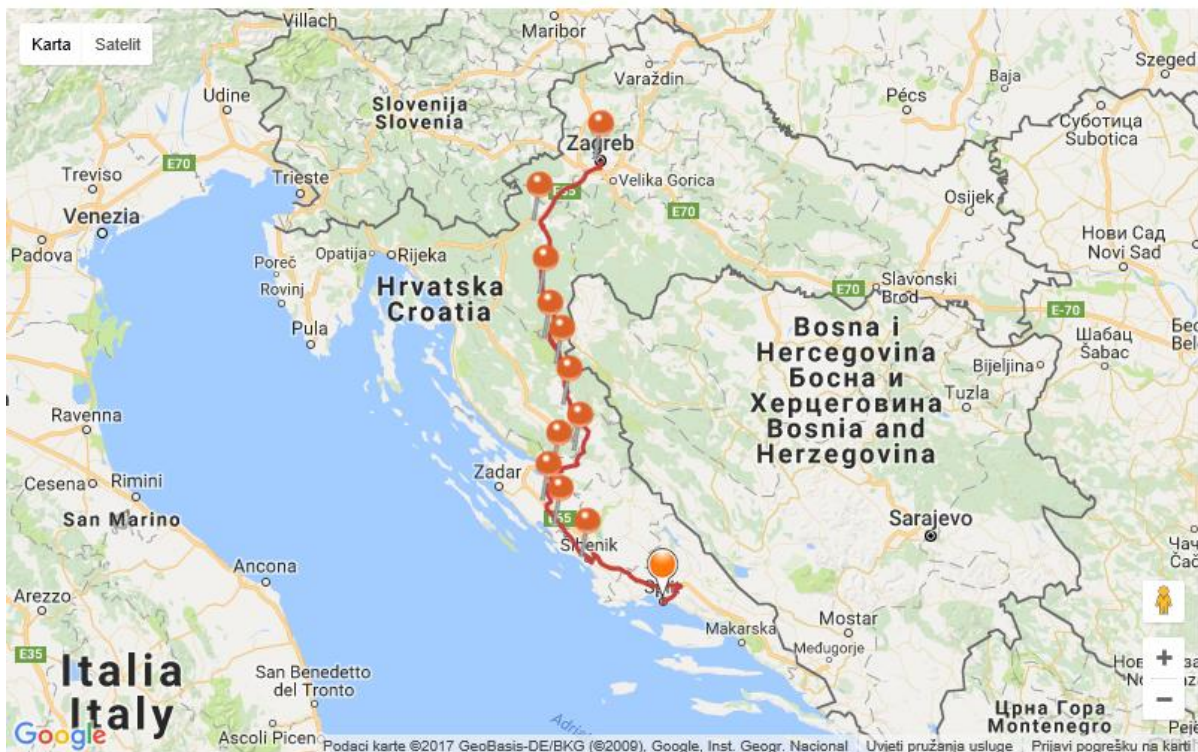 Karta Satelit
Villach
Maribor
Szeged
Udine
Slovenija
Slovenia
Varaždin
Pécs
Baja
Суботица
Subotica
E70
Treviso
Trieste
Zagreb
Velika Gorica
E65
Osijek
Venezia
Padova
Opatija
Rijeka
E70
Нови Сад
Novi Sad
Poreč
Rovinj
Hrvatska
Croatia
E70
Slavonski
Brod
E-70
Pula
Bosna i
Hercegovina
Босна и
Херцеговина
Bosnia and
Herzegovina
Шабац
Šabac
Bijeljina
Tuzla
Ravenna
Cesena
Rimini
San Marino
Zadar
Sarajevo
Ancona
Arezzo
E35
Makarska
Mostar
Međugorje
Italia
Italy
San Benedetto
del Tronto
Ascoli Piceno
Црна Гора
Montenegro
+
−
Google
Podaci karte ©2017 GeoBasis-DE/BKG (©2009), Google, Inst. Geogr. Nacional Uvjeti pružanja usluge Prijavi pogrešku na karti